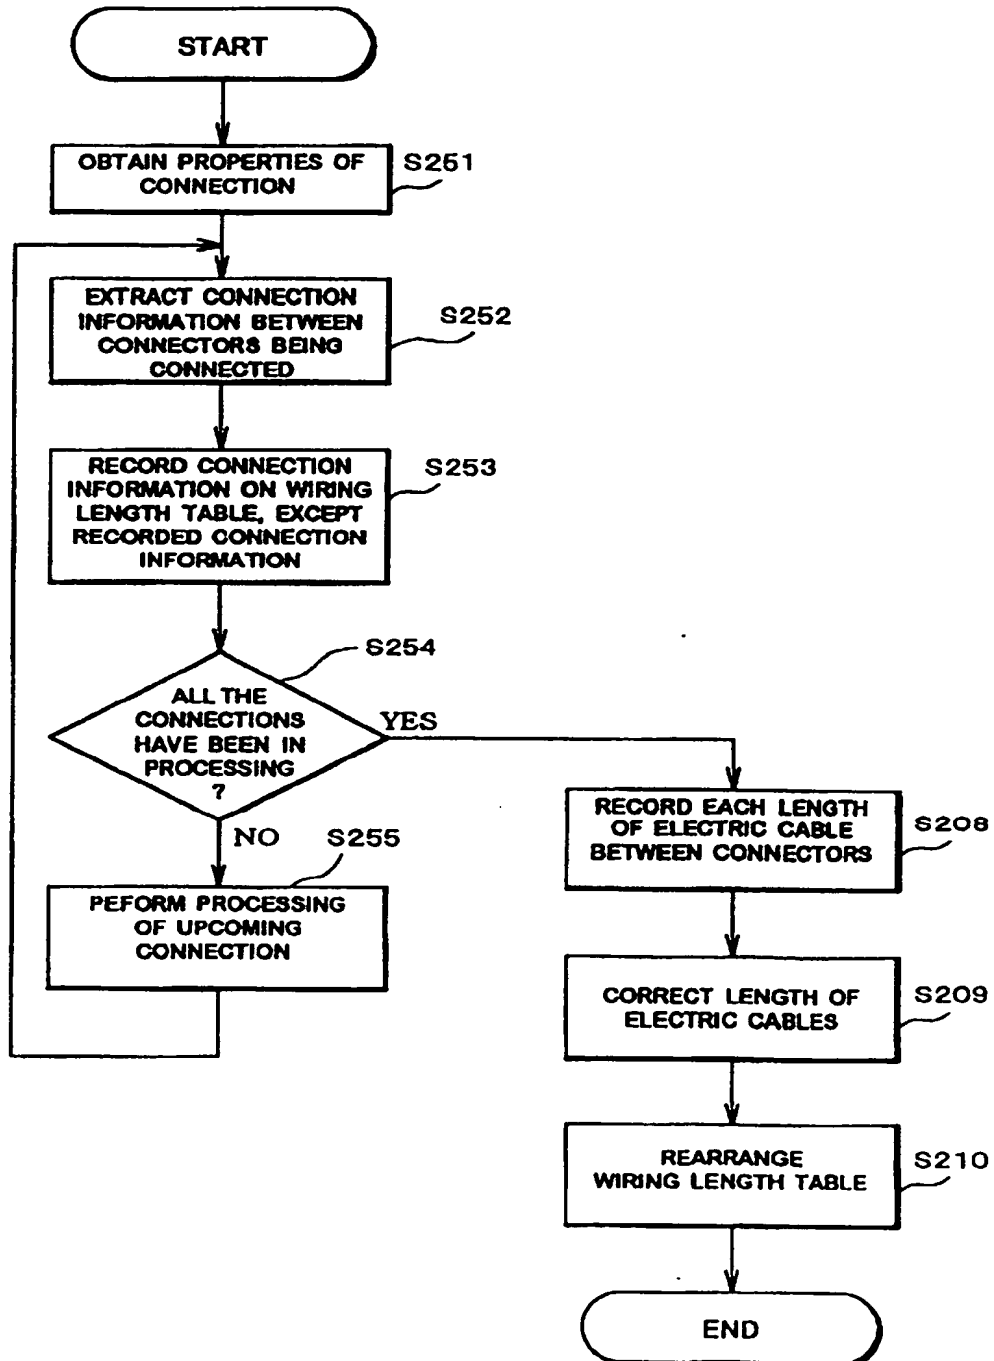 START
OBTAIN PROPERTIES OF
CONNECTION
S251
EXTRACT CONNECTION
INFORMATION BETWEEN
CONNECTORS BEING
CONNECTED
S252
RECORD CONNECTION
INFORMATION ON WIRING
LENGTH TABLE, EXCEPT
RECORDED CONNECTION
INFORMATION
S253
S254
ALL THE
CONNECTIONS
HAVE BEEN IN
PROCESSING
?
YES
NO
S255
PEFORM PROCESSING
OF UPCOMING
CONNECTION
RECORD EACH LENGTH
OF ELECTRIC CABLE
BETWEEN CONNECTORS
S208
CORRECT LENGTH OF
ELECTRIC CABLES
S209
REARRANGE
WIRING LENGTH TABLE
S210
END